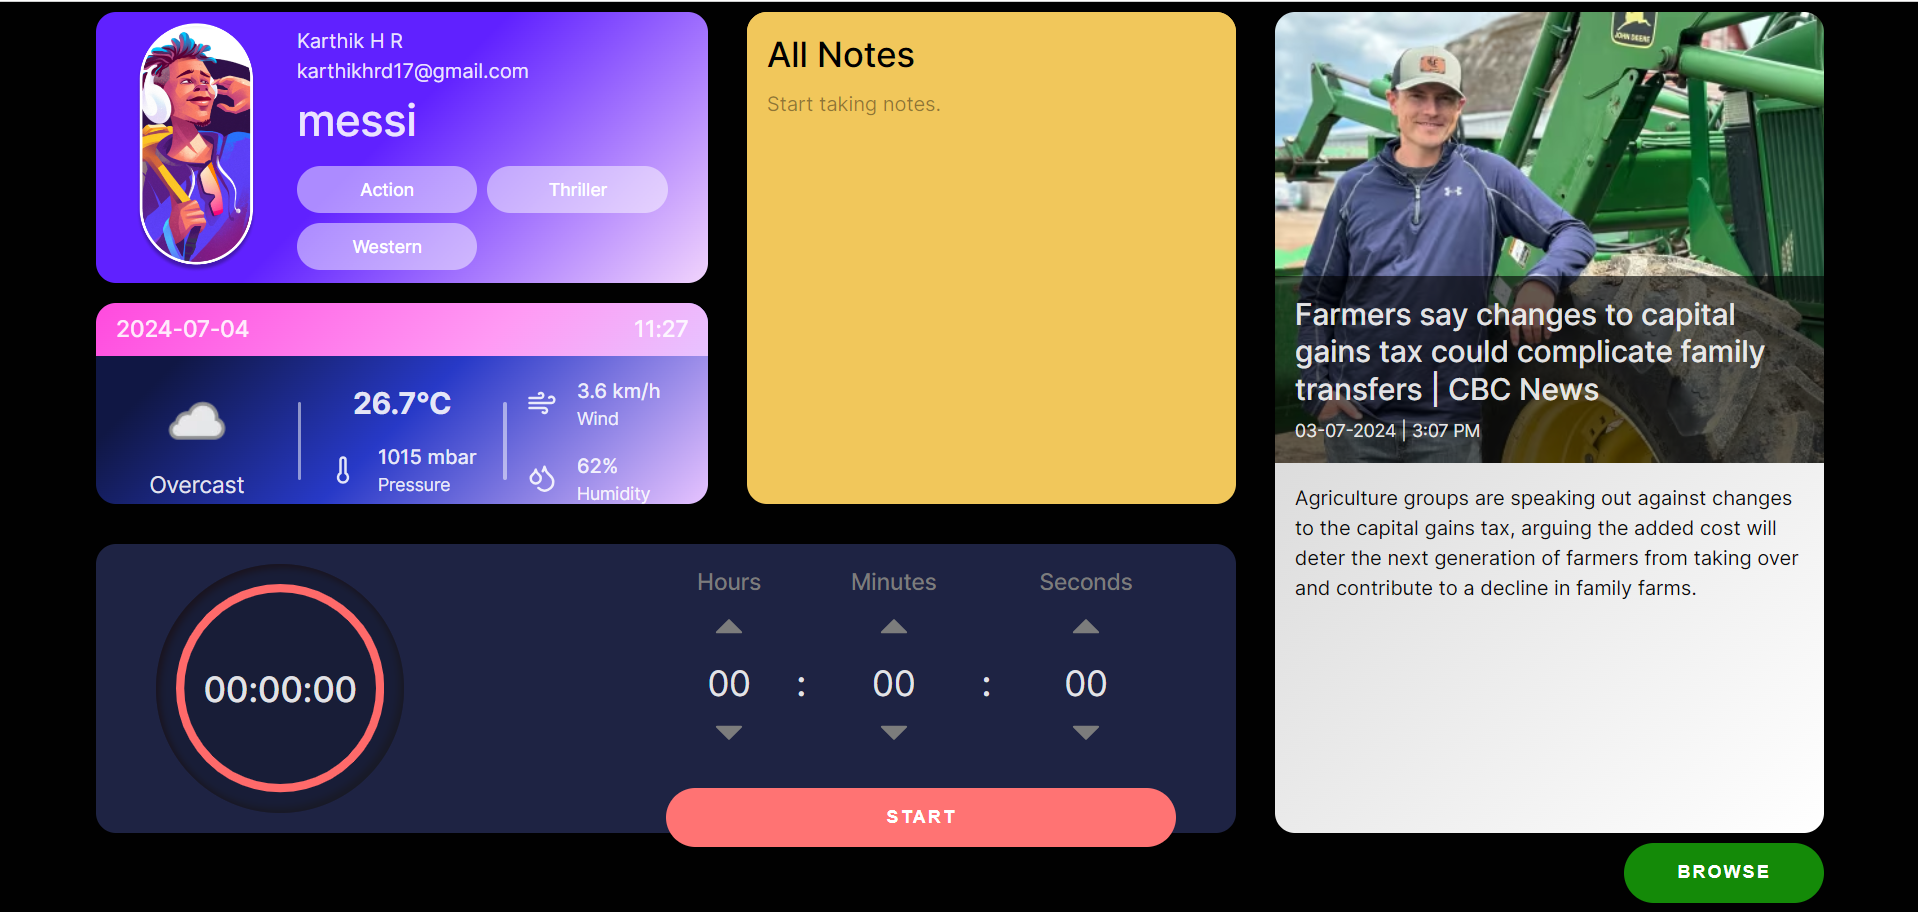 Karthik H R
karthikhrd17@gmail.com
messi
Action
Thriller
Western
2024-07-04
11:27
Overcast
26.7°C
1015 mbar
Pressure
3.6 km/h
Wind
62%
Humidity
All Notes
Start taking notes.
00:00:00
Hours
Minutes
Seconds
00 : 00 : 00
START
JOHN DEERE
Farmers say changes to capital
gains tax could complicate family
transfers | CBC News
03-07-2024 | 3:07 PM
Agriculture groups are speaking out against changes
to the capital gains tax, arguing the added cost will
deter the next generation of farmers from taking over
and contribute to a decline in family farms.
BROWSE